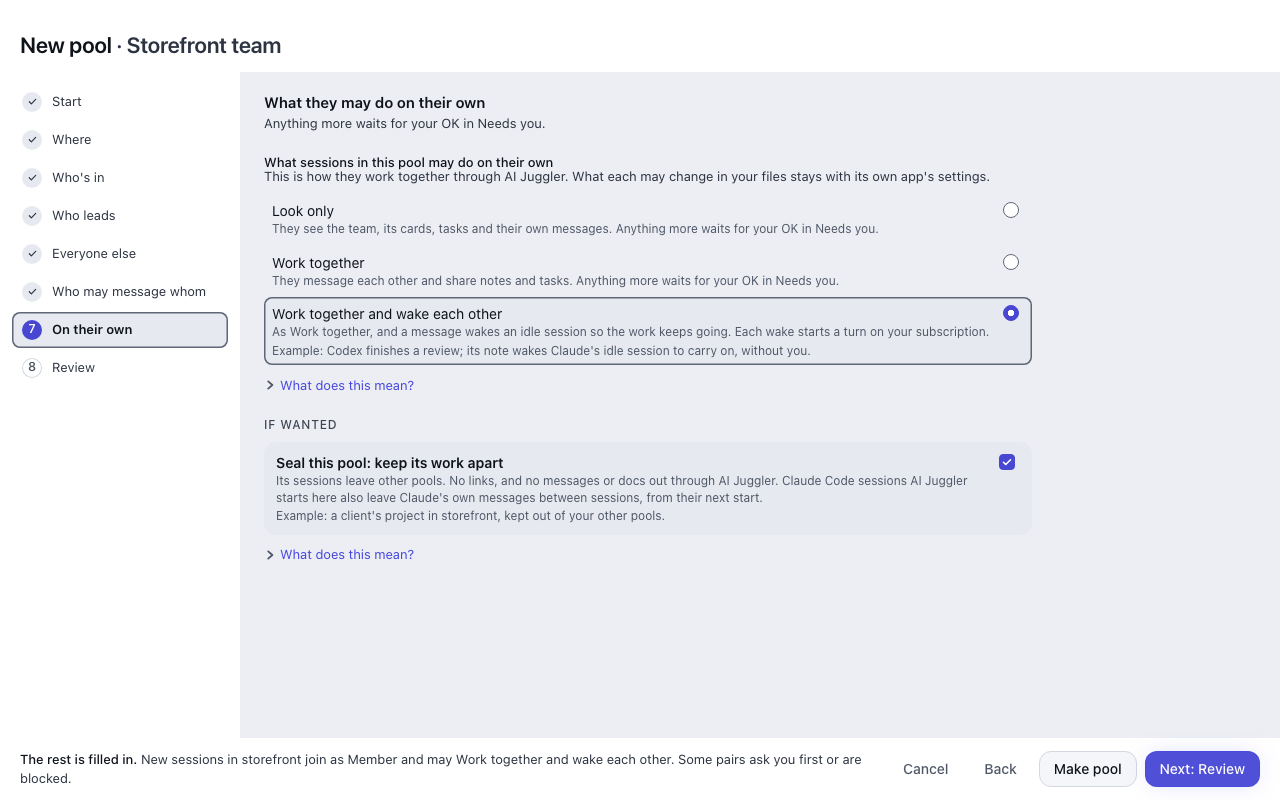 New pool · Storefront team
Start
Where
Who's in
Who leads
Everyone else
Who may message whom
7 On their own
8 Review
What they may do on their own
Anything more waits for your OK in Needs you.
What sessions in this pool may do on their own
This is how they work together through AI Juggler. What each may change in your files stays with its own app's settings.
Look only
They see the team, its cards, tasks and their own messages. Anything more waits for your OK in Needs you.
Work together
They message each other and share notes and tasks. Anything more waits for your OK in Needs you.
Work together and wake each other
As Work together, and a message wakes an idle session so the work keeps going. Each wake starts a turn on your subscription.
Example: Codex finishes a review; its note wakes Claude's idle session to carry on, without you.
What does this mean?
IF WANTED
Seal this pool: keep its work apart
Its sessions leave other pools. No links, and no messages or docs out through AI Juggler. Claude Code sessions AI Juggler
starts here also leave Claude's own messages between sessions, from their next start.
Example: a client's project in storefront, kept out of your other pools.
What does this mean?
The rest is filled in. New sessions in storefront join as Member and may Work together and wake each other. Some pairs ask you first or are
blocked.
Cancel
Back
Make pool
Next: Review